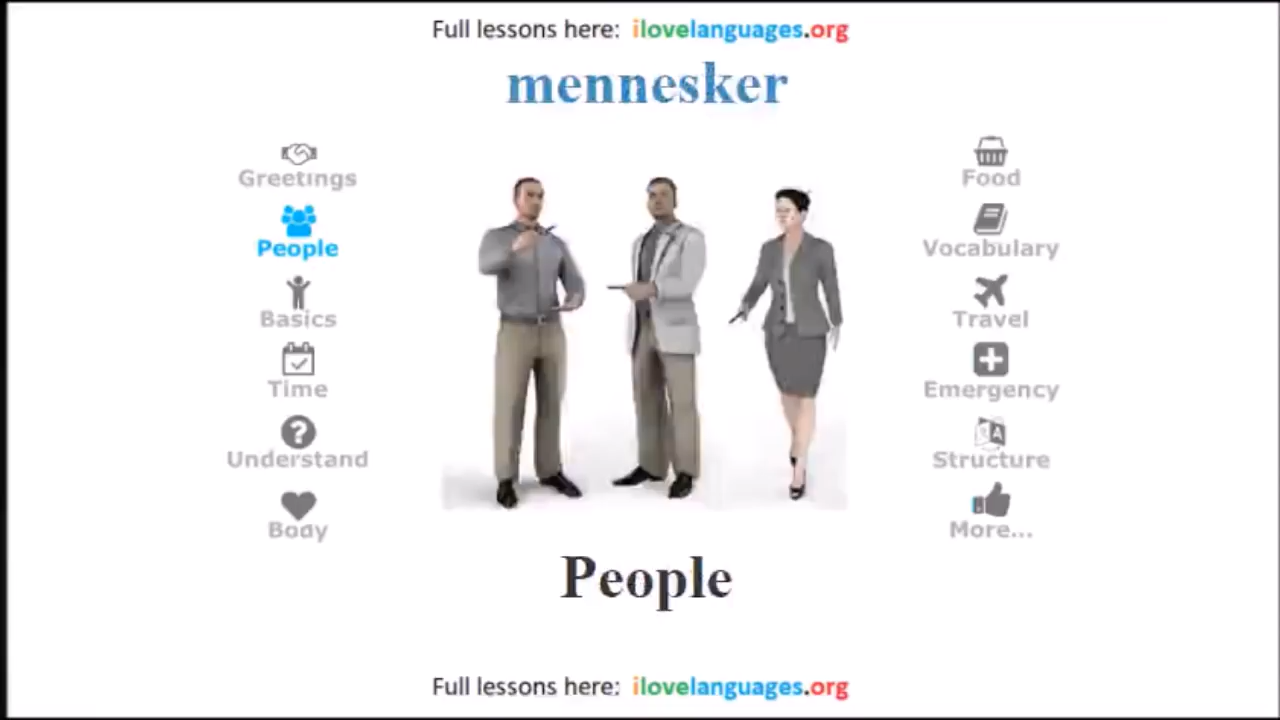 Full lessons here: ilovelanguages.org
mennesker
Greetings
People
Basics
Time
Understand
Body
Food
Vocabulary
Travel
Emergency
Structure
More...
People
Full lessons here: ilovelanguages.org